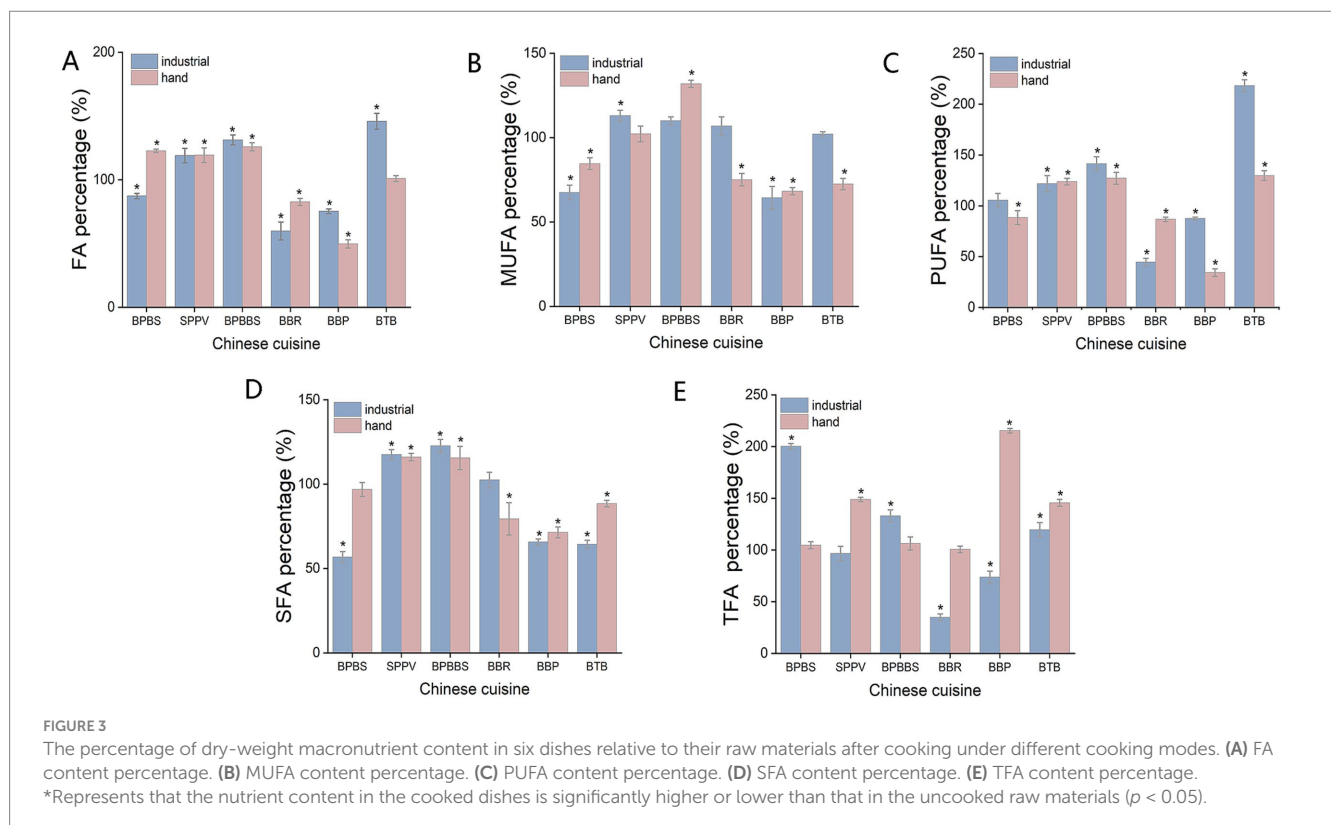 A
200
industrial
hand
FA percentage (%)
100
0
* * * * * * * * * * *
BPBS SPPV BPBBS BBR BBP BTB
Chinese cuisine
B
150
industrial
hand
MUFA percentage (%)
100
50
0
* * * * * * * *
BPBS SPPV BPBBS BBR BBP BTB
Chinese cuisine
C
250
industrial
hand
PUFA percentage (%)
200
150
100
50
0
* * * * * * * * * * *
BPBS SPPV BPBBS BBR BBP BTB
Chinese cuisine
D
150
industrial
hand
SFA percentage (%)
100
50
0
* * * * * * * * * *
BPBS SPPV BPBBS BBR BBP BTB
Chinese cuisine
E
250
industrial
hand
TFA percentage (%)
200
150
100
50
0
* * * * * * * *
BPBS SPPV BPBBS BBR BBP BTB
Chinese cuisine
FIGURE 3
The percentage of dry-weight macronutrient content in six dishes relative to their raw materials after cooking under different cooking modes. (A) FA
content percentage. (B) MUFA content percentage. (C) PUFA content percentage. (D) SFA content percentage. (E) TFA content percentage.
*Represents that the nutrient content in the cooked dishes is significantly higher or lower than that in the uncooked raw materials (p < 0.05).